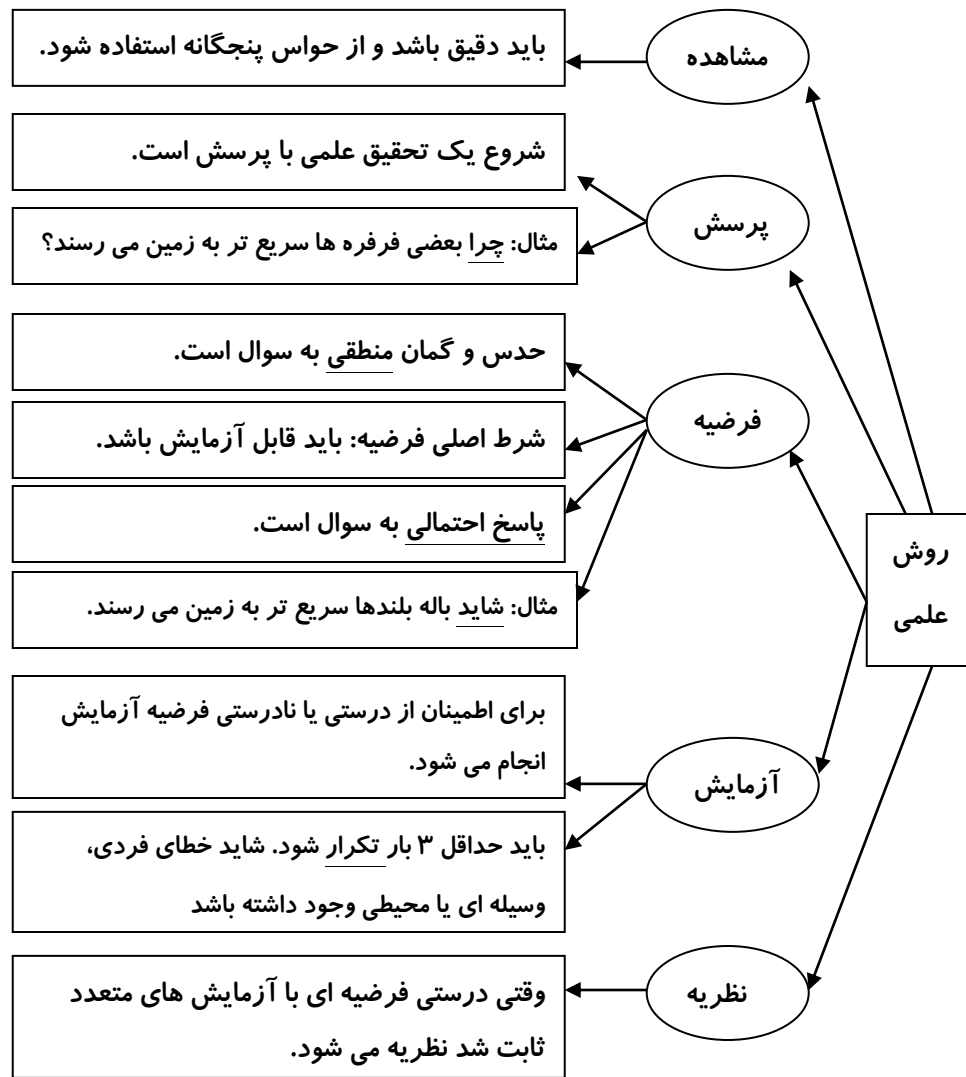 روش
علمی
مشاهده
باید دقیق باشد و از حواس پنجگانه استفاده شود.
پرسش
شروع یک تحقیق علمی با پرسش است.
مثال: چرا بعضی فرفره ها سریع تر به زمین می رسند؟
فرضیه
حدس و گمان منطقی به سوال است.
شرط اصلی فرضیه: باید قابل آزمایش باشد.
پاسخ احتمالی به سوال است.
مثال: شاید باله بلندها سریع تر به زمین می رسند.
آزمایش
برای اطمینان از درستی یا نادرستی فرضیه آزمایش
انجام می شود.
باید حداقل ۳ بار تکرار شود. شاید خطای فردی،
وسیله ای یا محیطی وجود داشته باشد
نظریه
وقتی درستی فرضیه ای با آزمایش های متعدد
ثابت شد نظریه می شود.